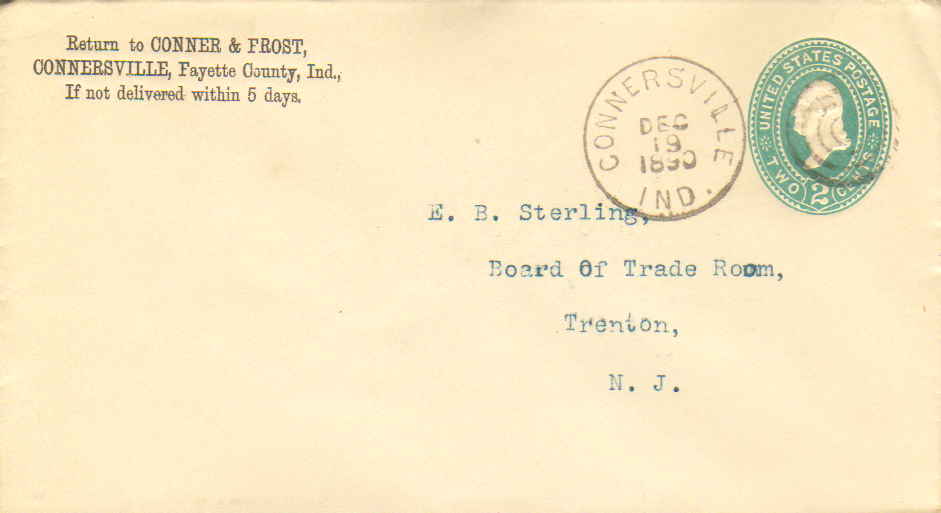 Return to CONNER & FROST,
CONNERSVILLE, Fayette County, Ind.,
If not delivered within 5 days.
CONNERSVILLE
DEC
19
1890
IND.
UNITED STATES POSTAGE
TWO 2 CENTS
E. B. Sterling,
Board Of Trade Room,
Trenton,
N. J.